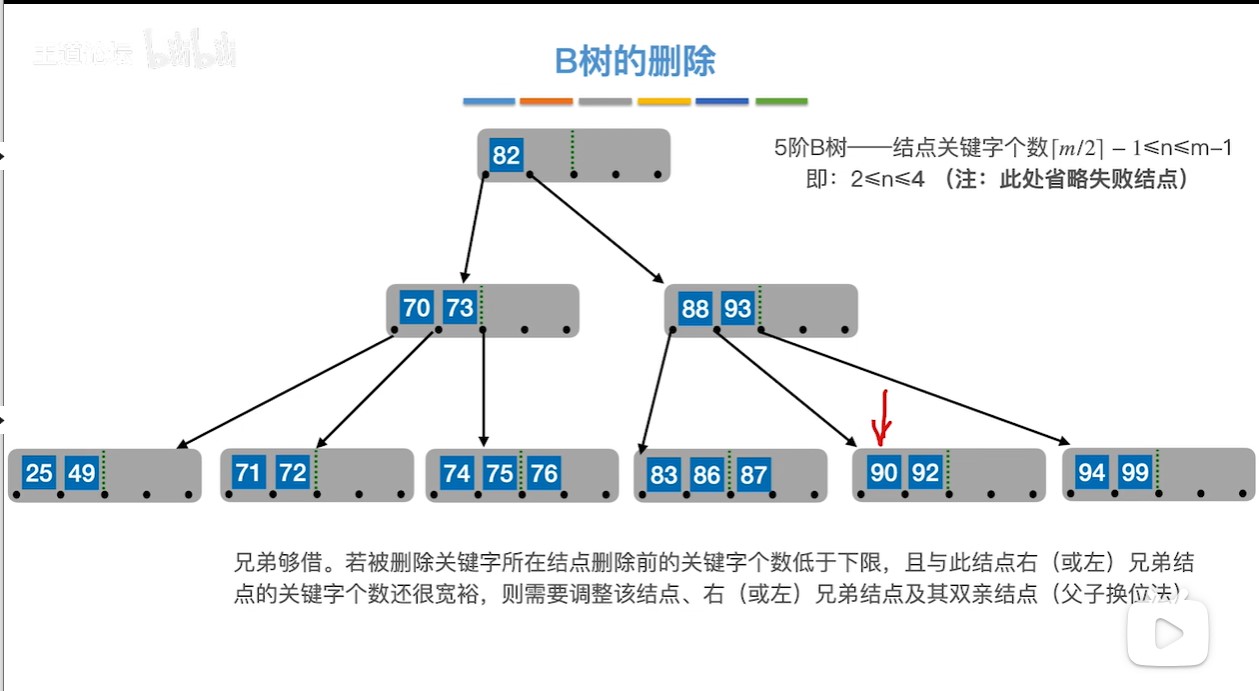 王道论坛 bilibili
B树的删除
82
5阶B树——结点关键字个数⌈m/2⌉ − 1≤n≤m–1
即：2≤n≤4 （注：此处省略失败结点）
70 73
88 93
25 49
71 72
74 75 76
83 86 87
90 92
94 99
兄弟够借。若被删除关键字所在结点删除前的关键字个数低于下限，且与此结点右（或左）兄弟结
点的关键字个数还很宽裕，则需要调整该结点、右（或左）兄弟结点及其双亲结点（父子换位法）